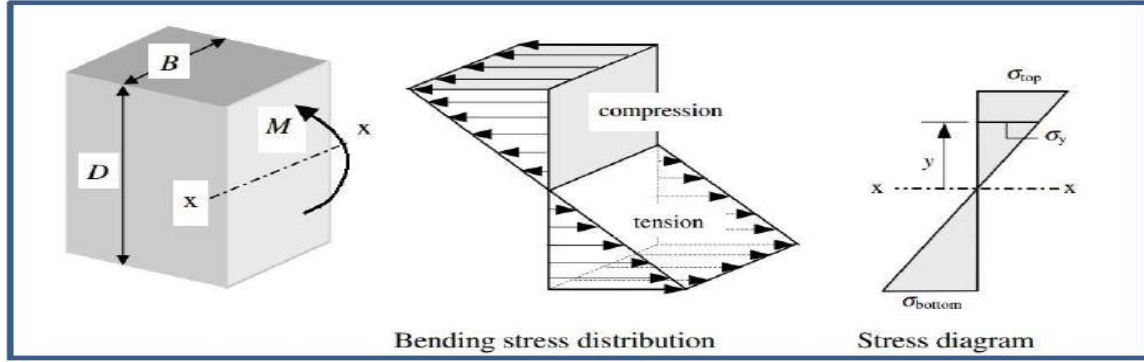 B
D
M
x
x
compression
tension
σtop
σy
y
x
x
σbottom
Bending stress distribution
Stress diagram